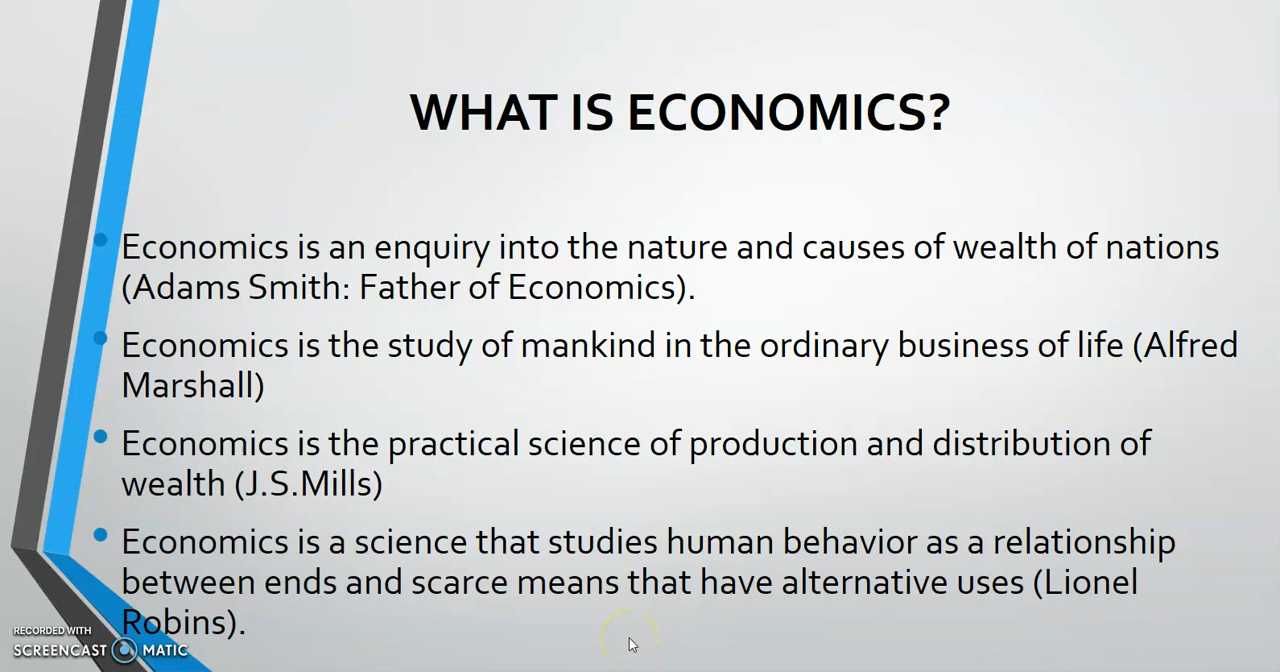 WHAT IS ECONOMICS?
• Economics is an enquiry into the nature and causes of wealth of nations
(Adams Smith: Father of Economics).
• Economics is the study of mankind in the ordinary business of life (Alfred
Marshall)
• Economics is the practical science of production and distribution of
wealth (J.S.Mills)
• Economics is a science that studies human behavior as a relationship
between ends and scarce means that have alternative uses (Lionel
Robins).
RECORDED WITH
SCREENCAST MATIC